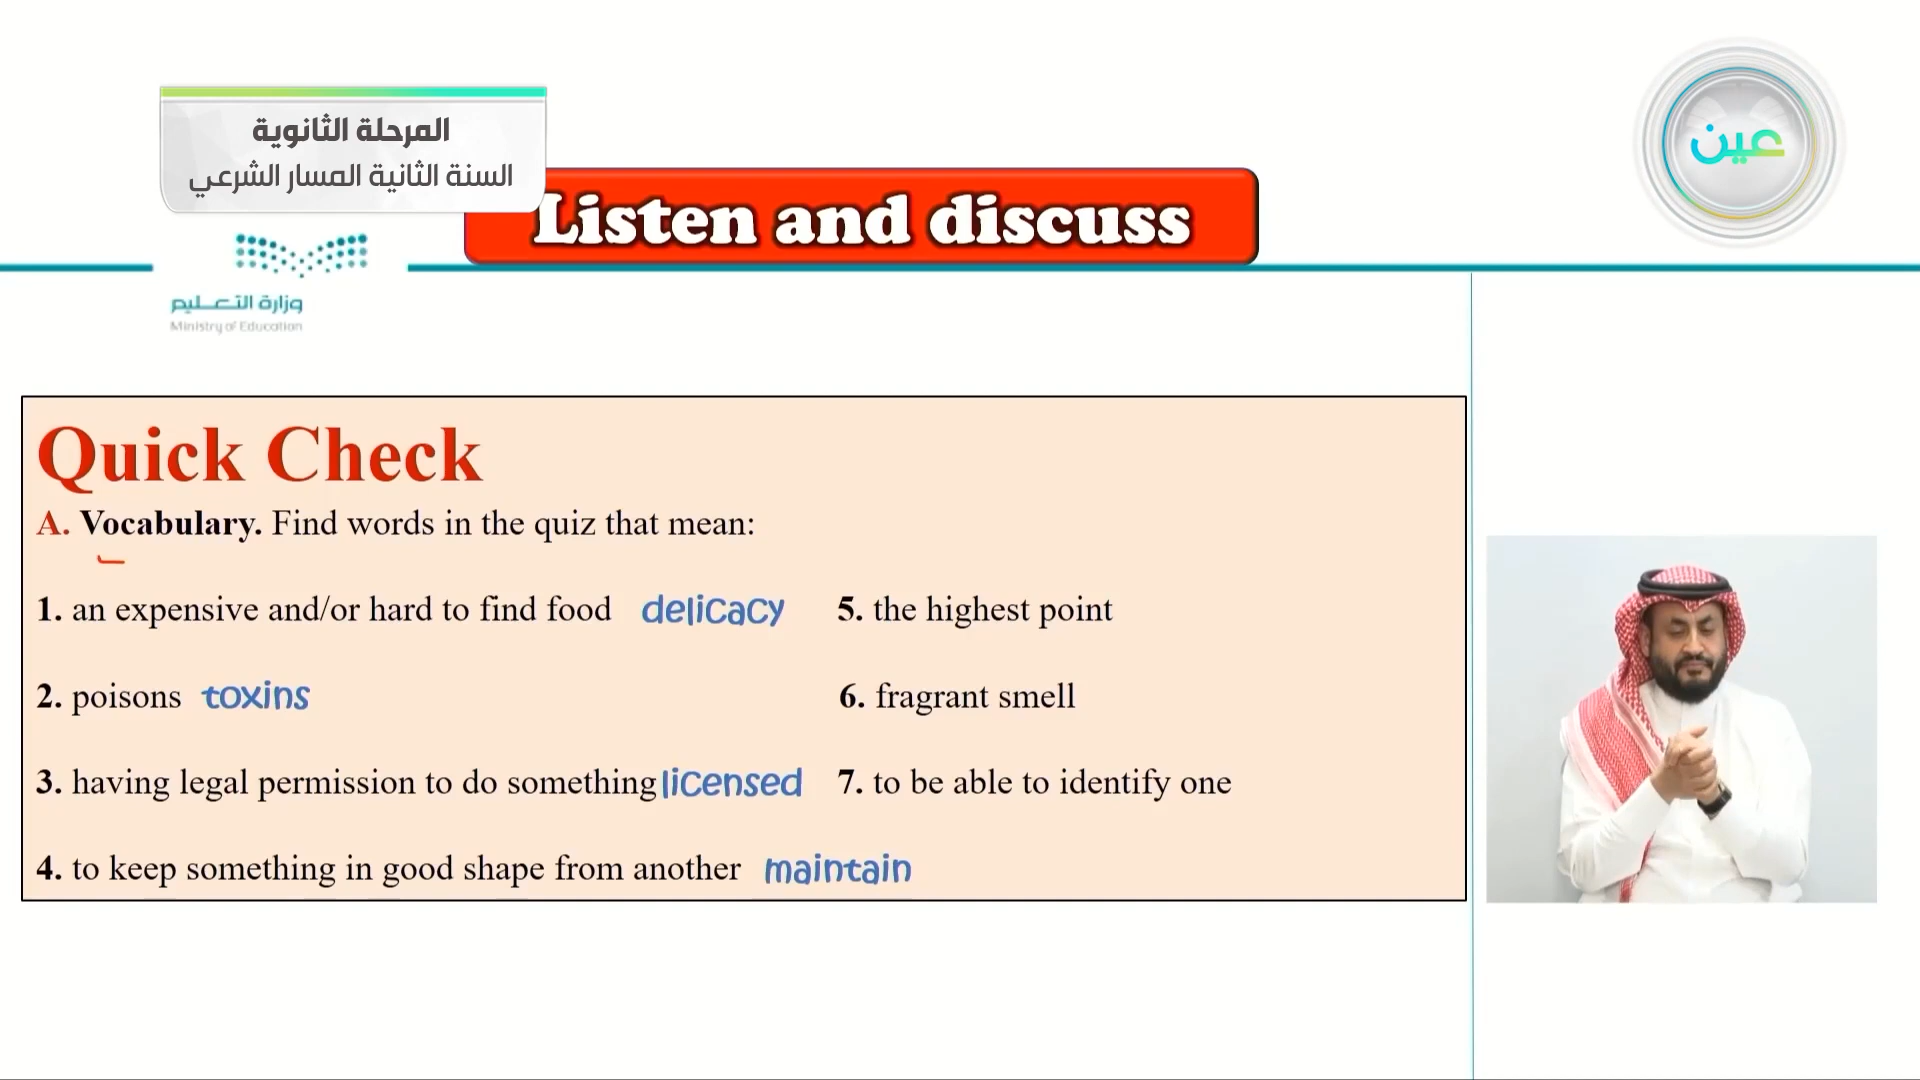 المرحلة الثانوية
السنة الثانية المسار الشرعي
عين
Listen and discuss
وزارة التعليم
Ministry of Education
Quick Check
A. Vocabulary. Find words in the quiz that mean:
1. an expensive and/or hard to find food delicacy
2. poisons toxins
3. having legal permission to do something licensed
4. to keep something in good shape from another maintain
5. the highest point
6. fragrant smell
7. to be able to identify one